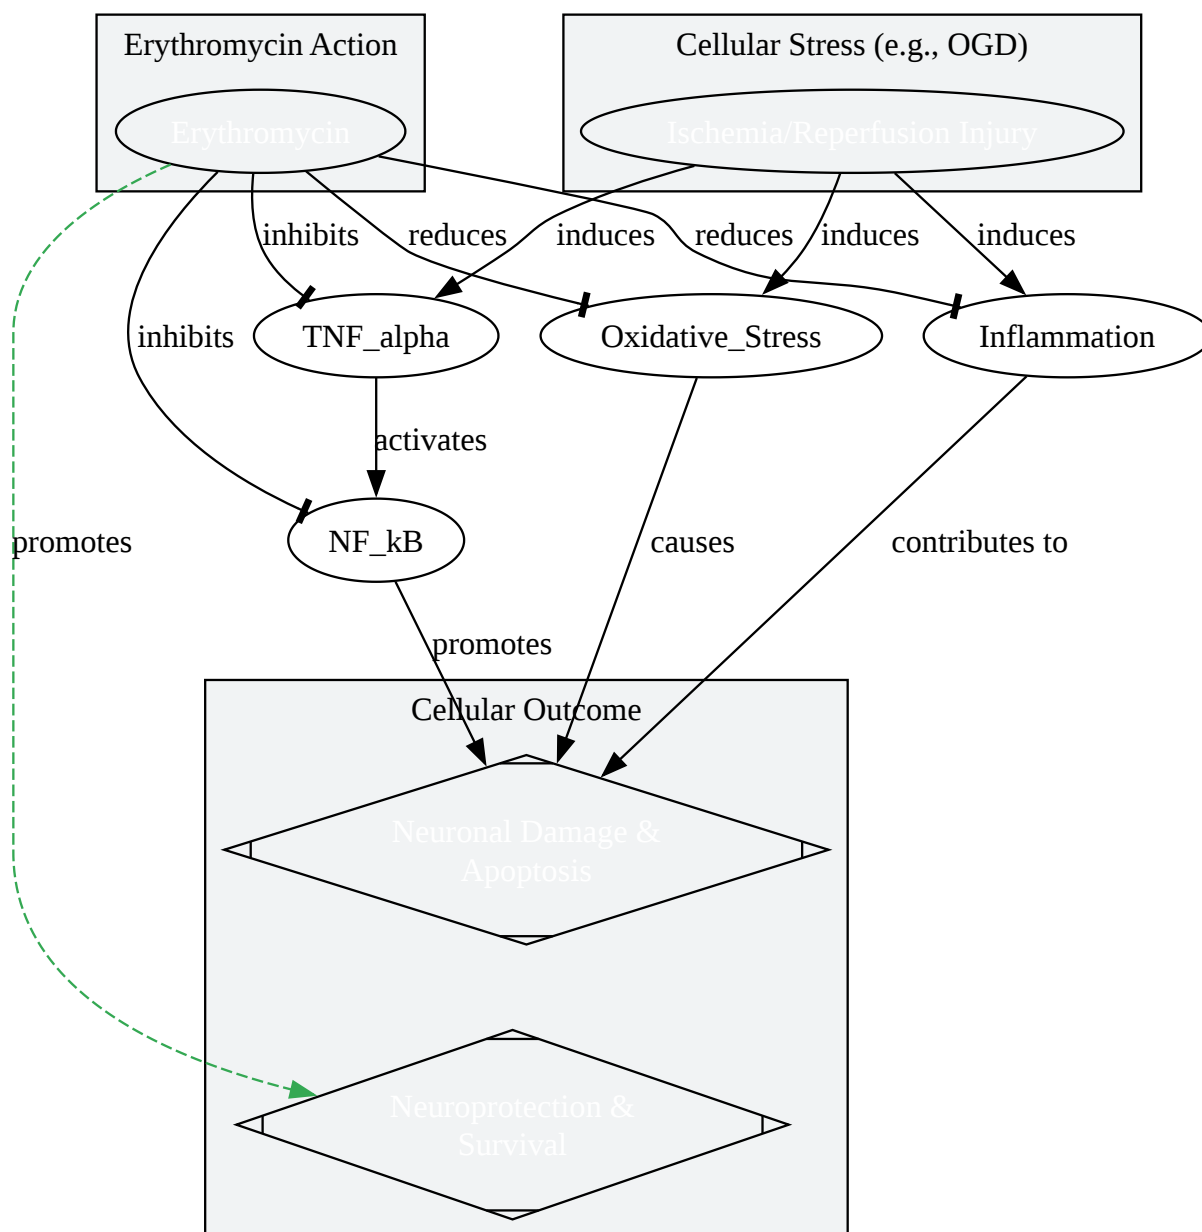 Erythromycin Action
Cellular Stress (e.g., OGD)
Erythromycin
Ischemia/Reperfusion Injury
inhibits
reduces
induces
reduces
induces
induces
inhibits
TNF_alpha
Oxidative_Stress
Inflammation
activates
promotes
NF_kB
causes
contributes to
promotes
Cellular Outcome
Neuronal Damage &
Apoptosis
Neuroprotection &
Survival